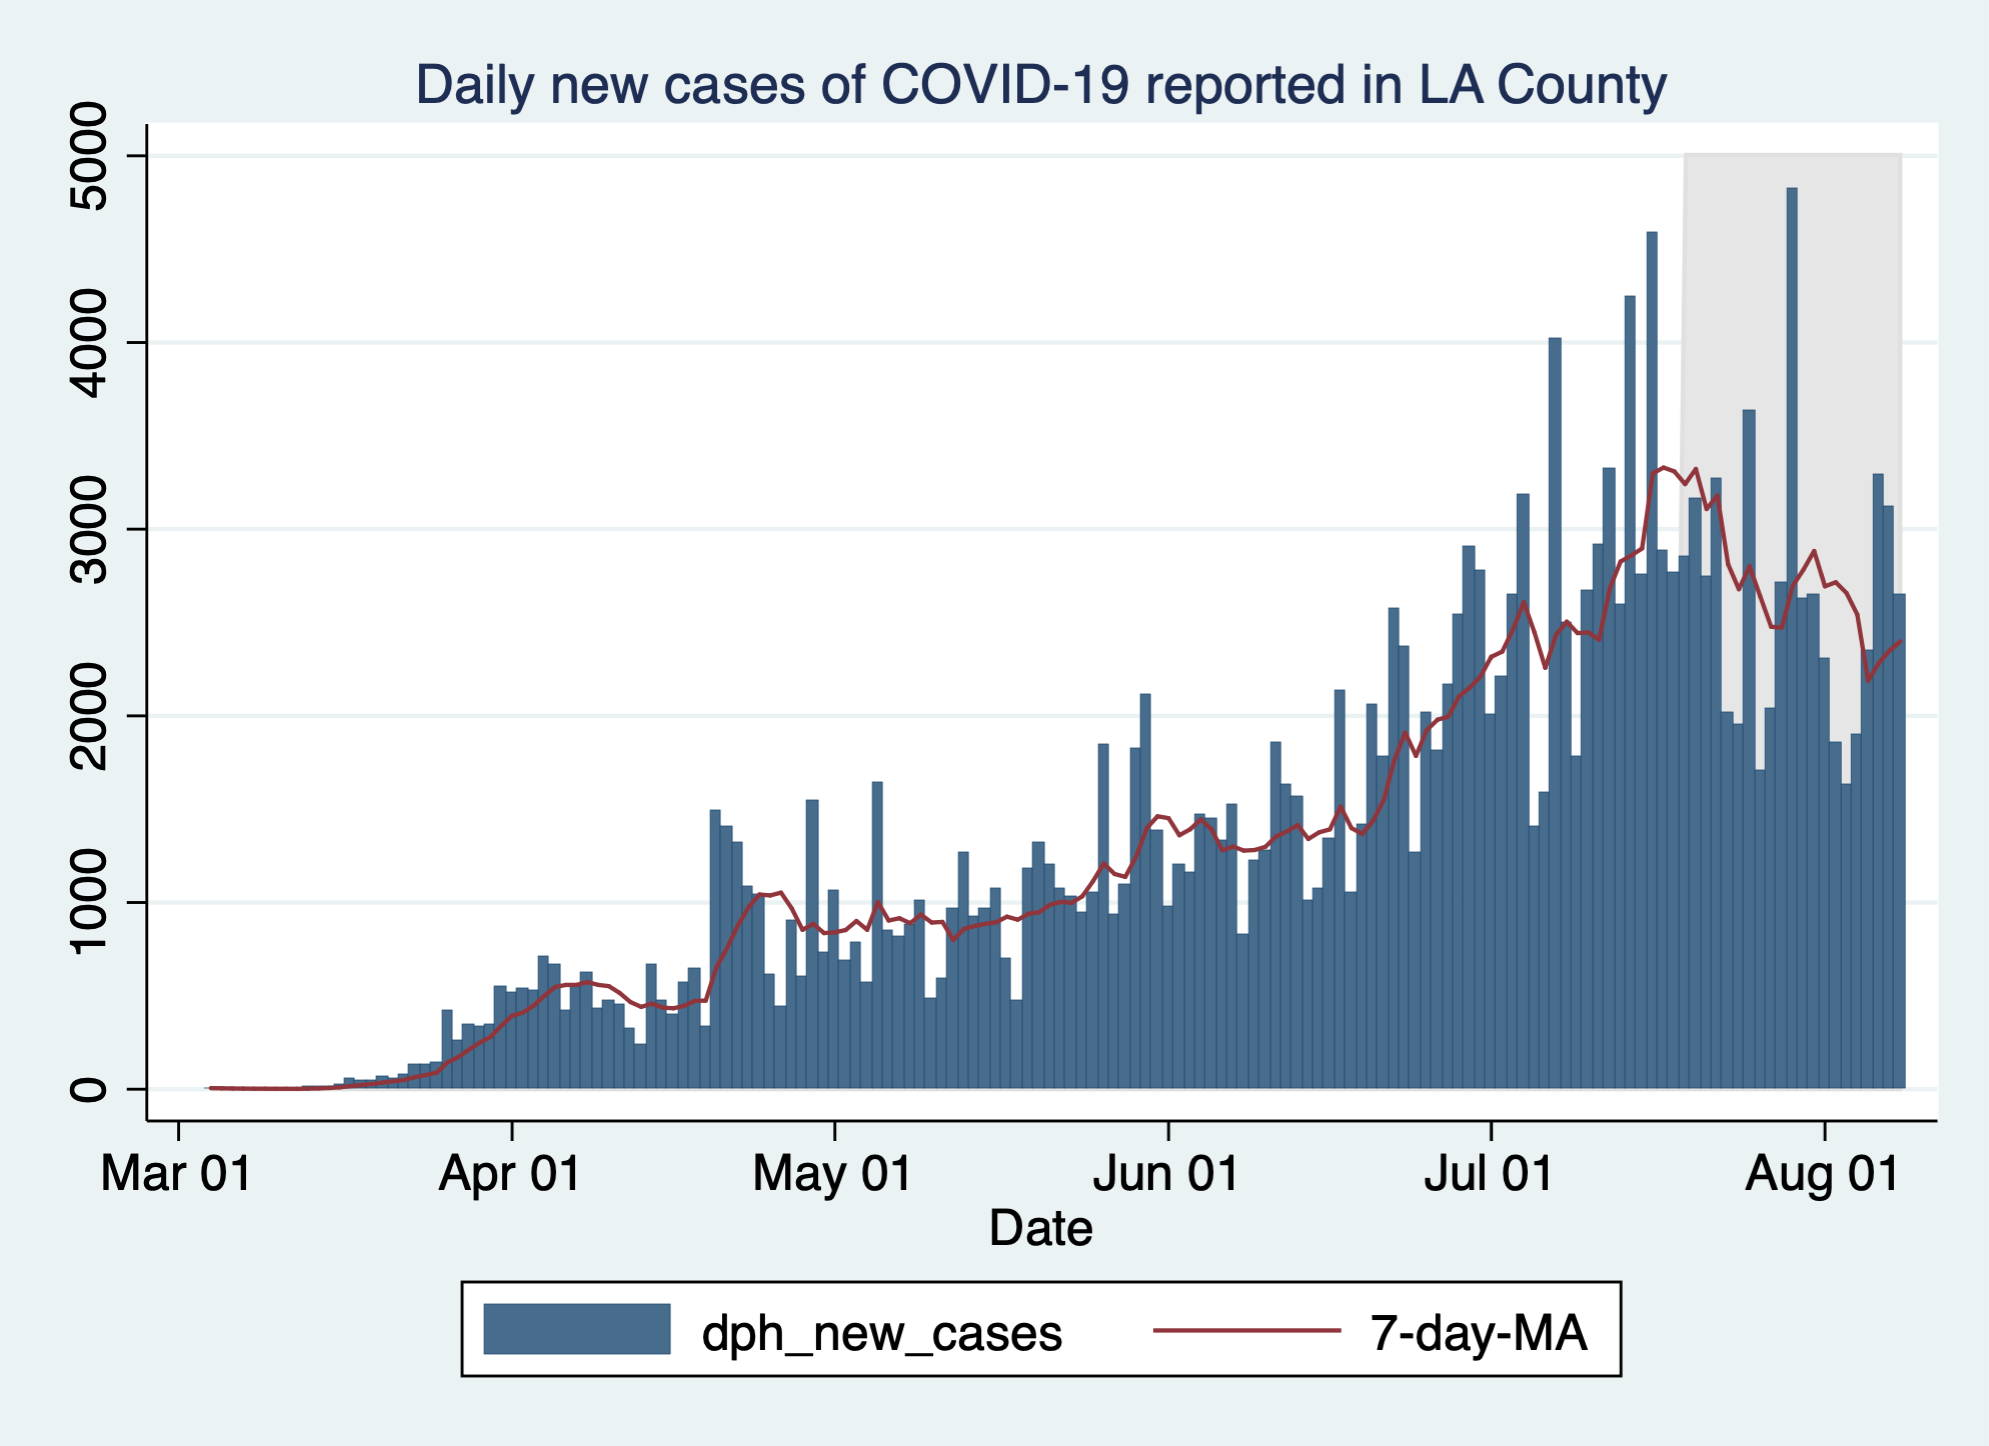 Daily new cases of COVID-19 reported in LA County
5000
4000
3000
2000
1000
0
Mar 01 Apr 01 May 01 Jun 01 Jul 01 Aug 01
Date
dph_new_cases 7-day-MA